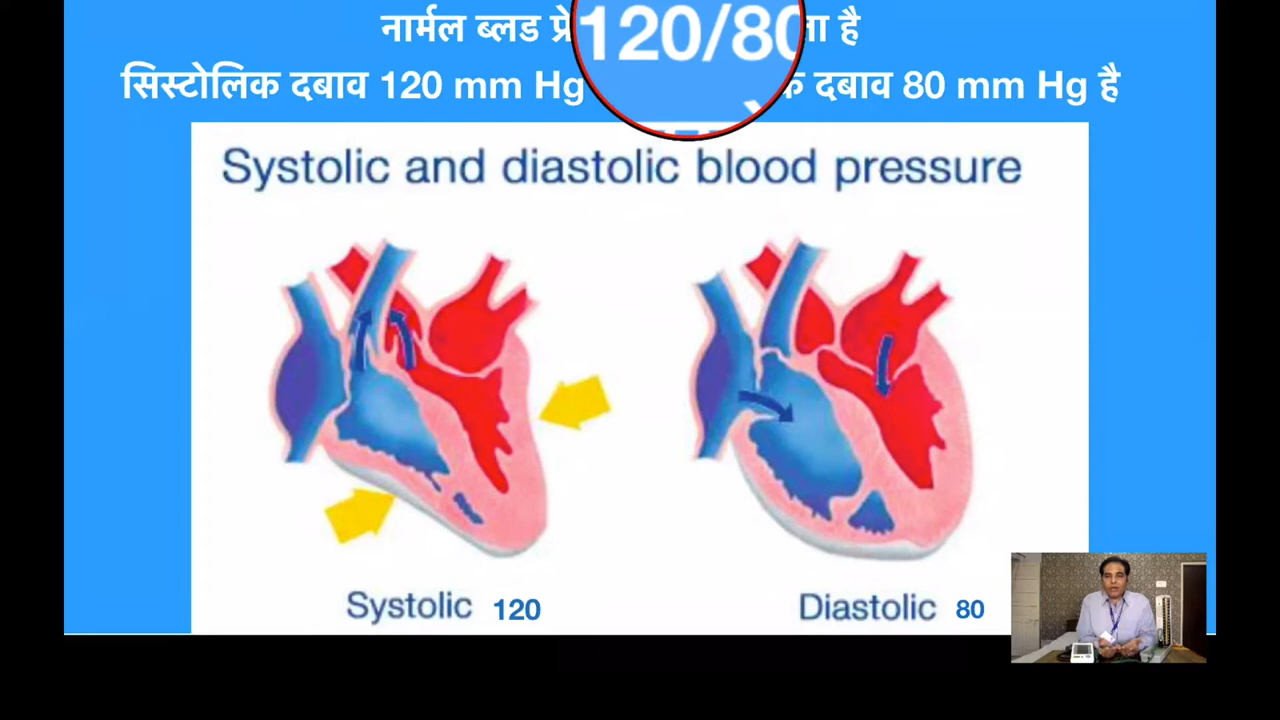 नार्मल ब्लड 120/80 है
सिस्टोलिक दबाव 120 mm Hg दबाव 80 mm Hg है
Systolic and diastolic blood pressure
Systolic 120
Diastolic 80